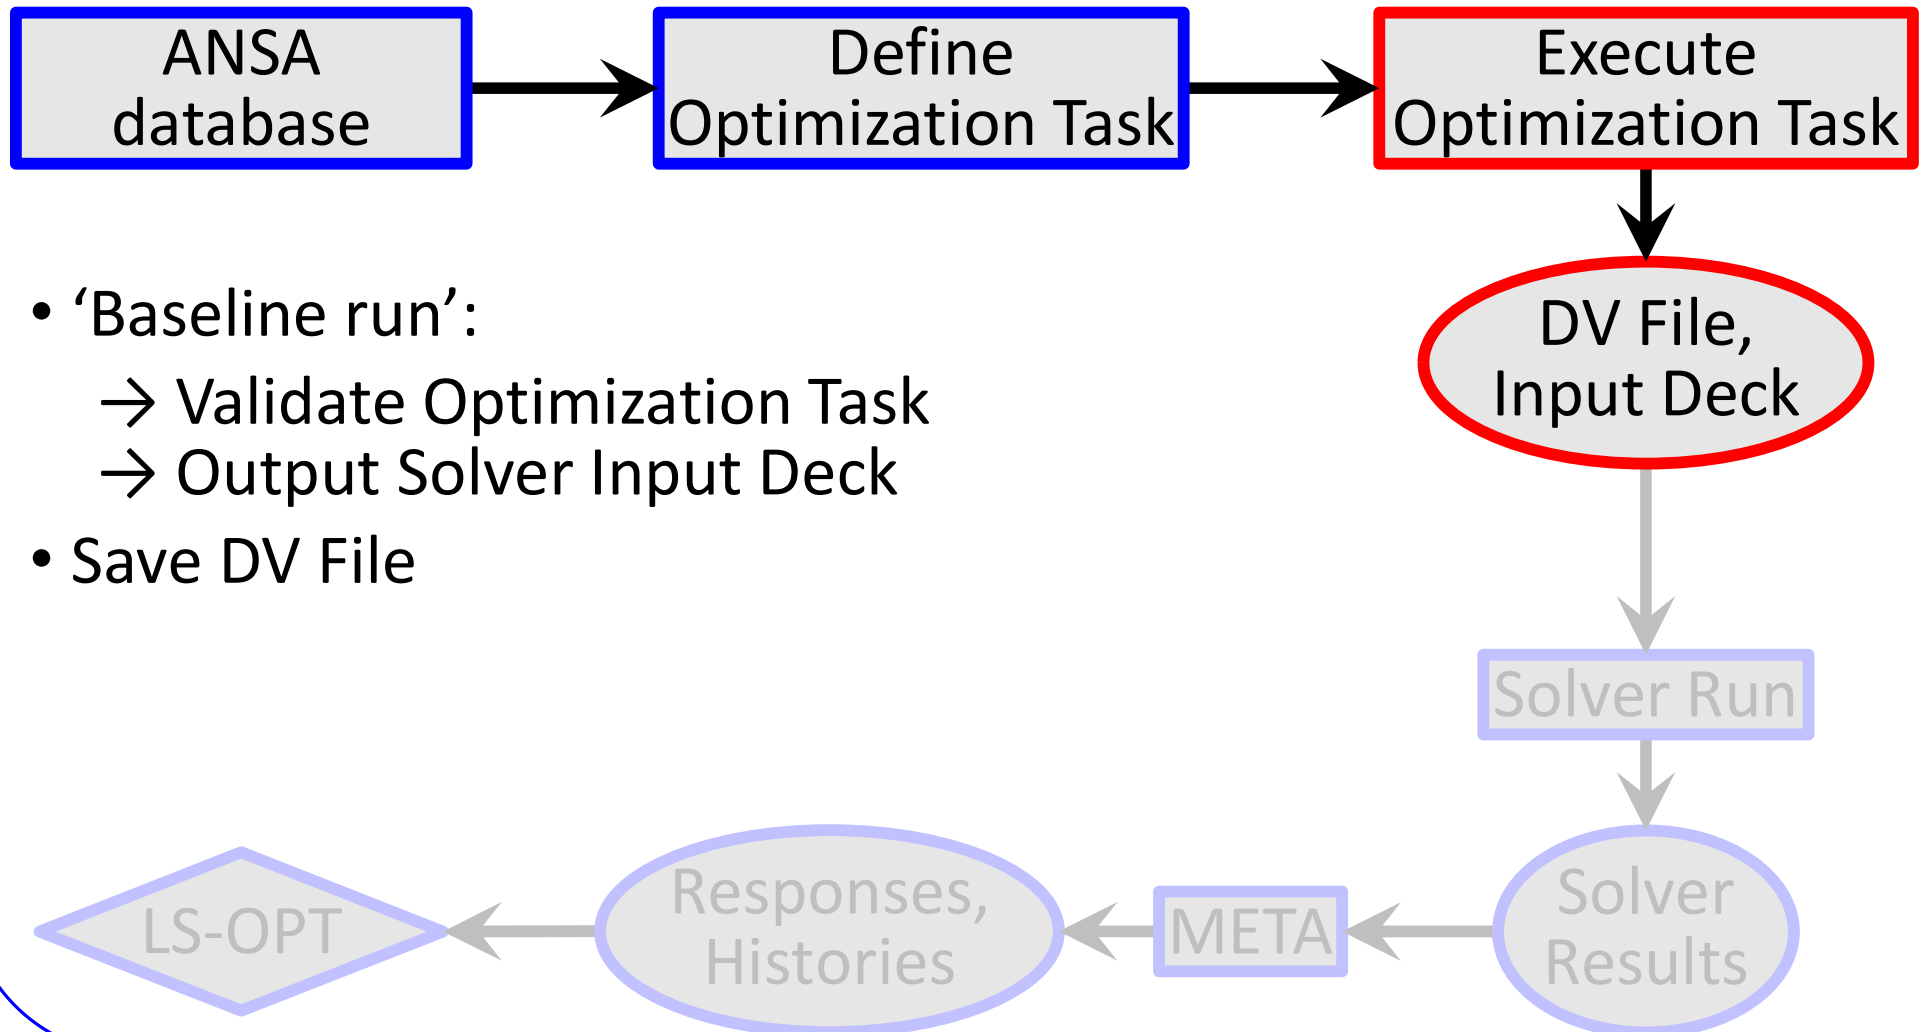 ANSA
database
Define
Optimization Task
Execute
Optimization Task
• ‘Baseline run’:
→ Validate Optimization Task
→ Output Solver Input Deck
• Save DV File
DV File,
Input Deck
Solver Run
Solver
Results
META
Responses,
Histories
LS-OPT